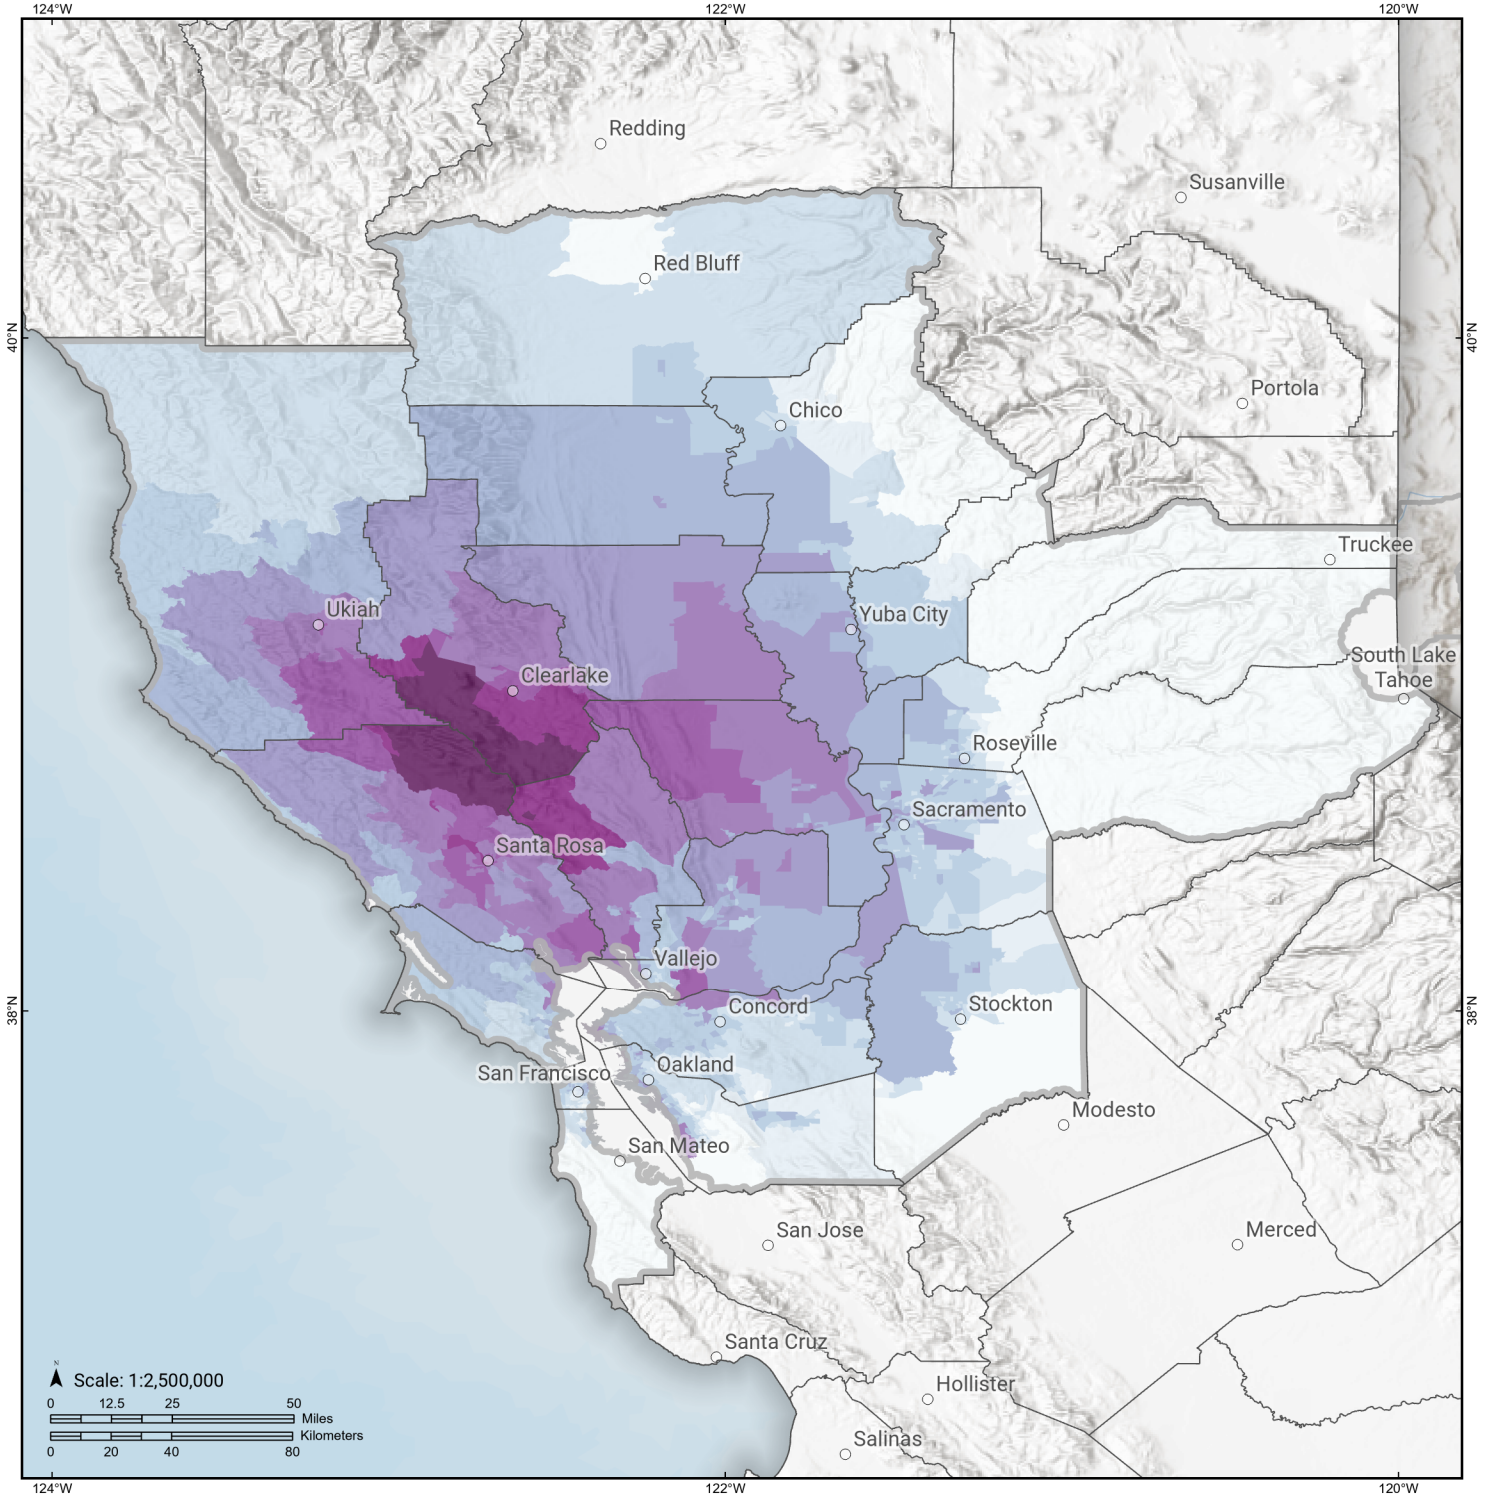 124°W
122°W
120°W
Redding
Susanville
Red Bluff
40°N
40°N
Portola
Chico
Truckee
Ukiah
Yuba City
South Lake
Tahoe
Clearlake
Roseville
Sacramento
Santa Rosa
Vallejo
38°N
Concord
Stockton
38°N
San Francisco
Oakland
Modesto
San Mateo
San Jose
Merced
Santa Cruz
N
Scale: 1:2,500,000
Hollister
0 12.5 25 50
Miles
Kilometers
0 20 40 80
Salinas
124°W
122°W
120°W